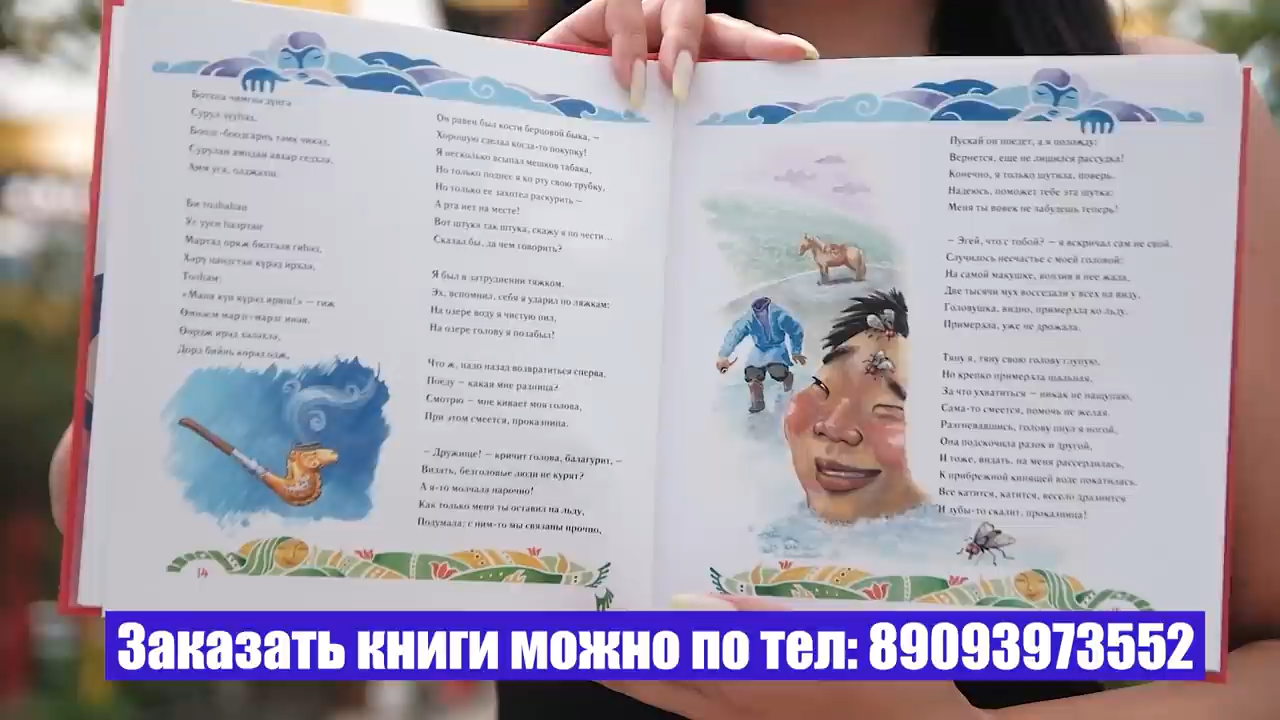 Сурул
Би толһаһан
Толһам:
Он равен был кости берцовой быка, –
Хорошую сделал когда-то покупку!
Я несколько всыпал мешков табака,
Но только поднес я ко рту свою трубку,
Но только ее захотел раскурить –
А рта нет на месте!
Вот штука так штука, скажу я по чести...
Сказал бы, да чем говорить?
Я был в затруднении тяжком.
Эх, вспомнил, себя я ударил по ляжкам:
На озере воду я чистую пил,
На озере голову я позабыл!
Что ж, надо назад возвратиться сперва.
Поеду – какая мне разница?
Смотрю – мне кивает моя голова,
При этом смеется, проказница.
– Дружище! – кричит голова, балагурит, –
Видать, безголовые люди не курят?
А я-то молчала нарочно!
Как только меня ты оставил на льду,
Подумала: с ним-то мы связаны прочно,
14
Пускай он поедет, а я подожду:
Вернется, еще не лишился рассудка!
Конечно, я только шутила, поверь.
Надеюсь, поможет тебе эта шутка:
Меня ты вовек не забудешь теперь!
– Эгей, что с тобой? – я вскричал сам не свой.
Случилось несчастье с моей головой:
На самой макушке, вонзив в нее жала,
Две тысячи мух восседали у всех на виду.
Головушка, видно, примерзла ко льду.
Примерзла, уже не дрожала.
Тяну я, тяну свою голову глупую,
Но крепко примерзла шальная,
За что ухватиться – никак не нащупаю,
Сама-то смеется, помочь не желая.
Разгневавшись, голову пнул я ногой,
Она подскочила разок и другой,
И тоже, видать, на меня рассердилась,
К прибрежной кипящей воде покатилась.
Все катится, катится, весело дразнится
И зубы-то скалит, проказница!
Заказать книги можно по тел: 89093973552